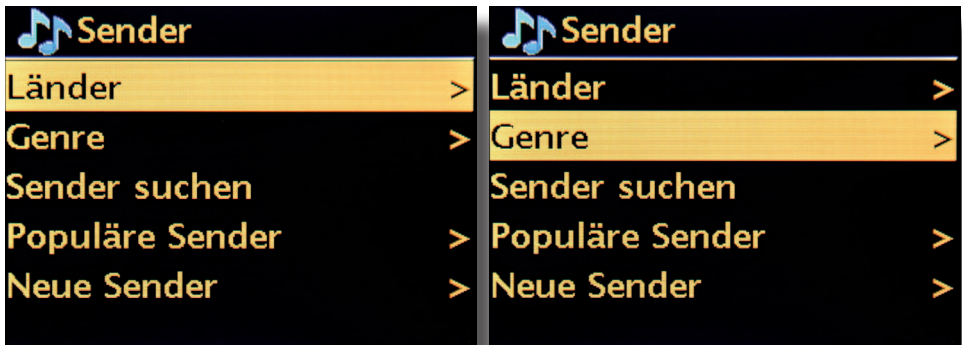 Sender
Länder >
Genre >
Sender suchen
Populäre Sender >
Neue Sender >
Sender
Länder >
Genre >
Sender suchen
Populäre Sender >
Neue Sender >